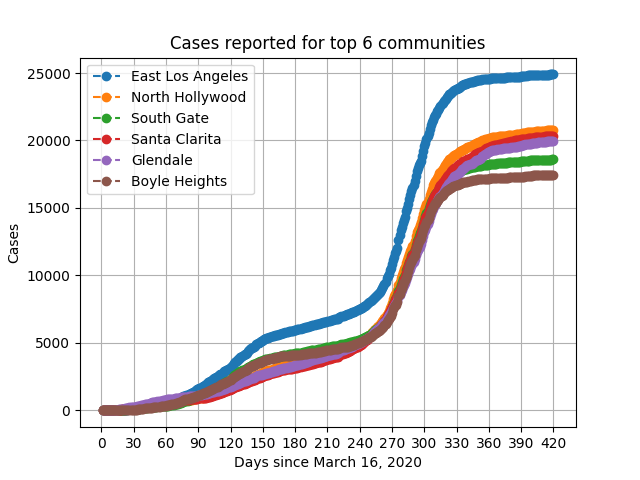 Cases reported for top 6 communities
East Los Angeles
North Hollywood
South Gate
Santa Clarita
Glendale
Boyle Heights
25000
20000
15000
10000
5000
0
Cases
0 30 60 90 120 150 180 210 240 270 300 330 360 390 420
Days since March 16, 2020